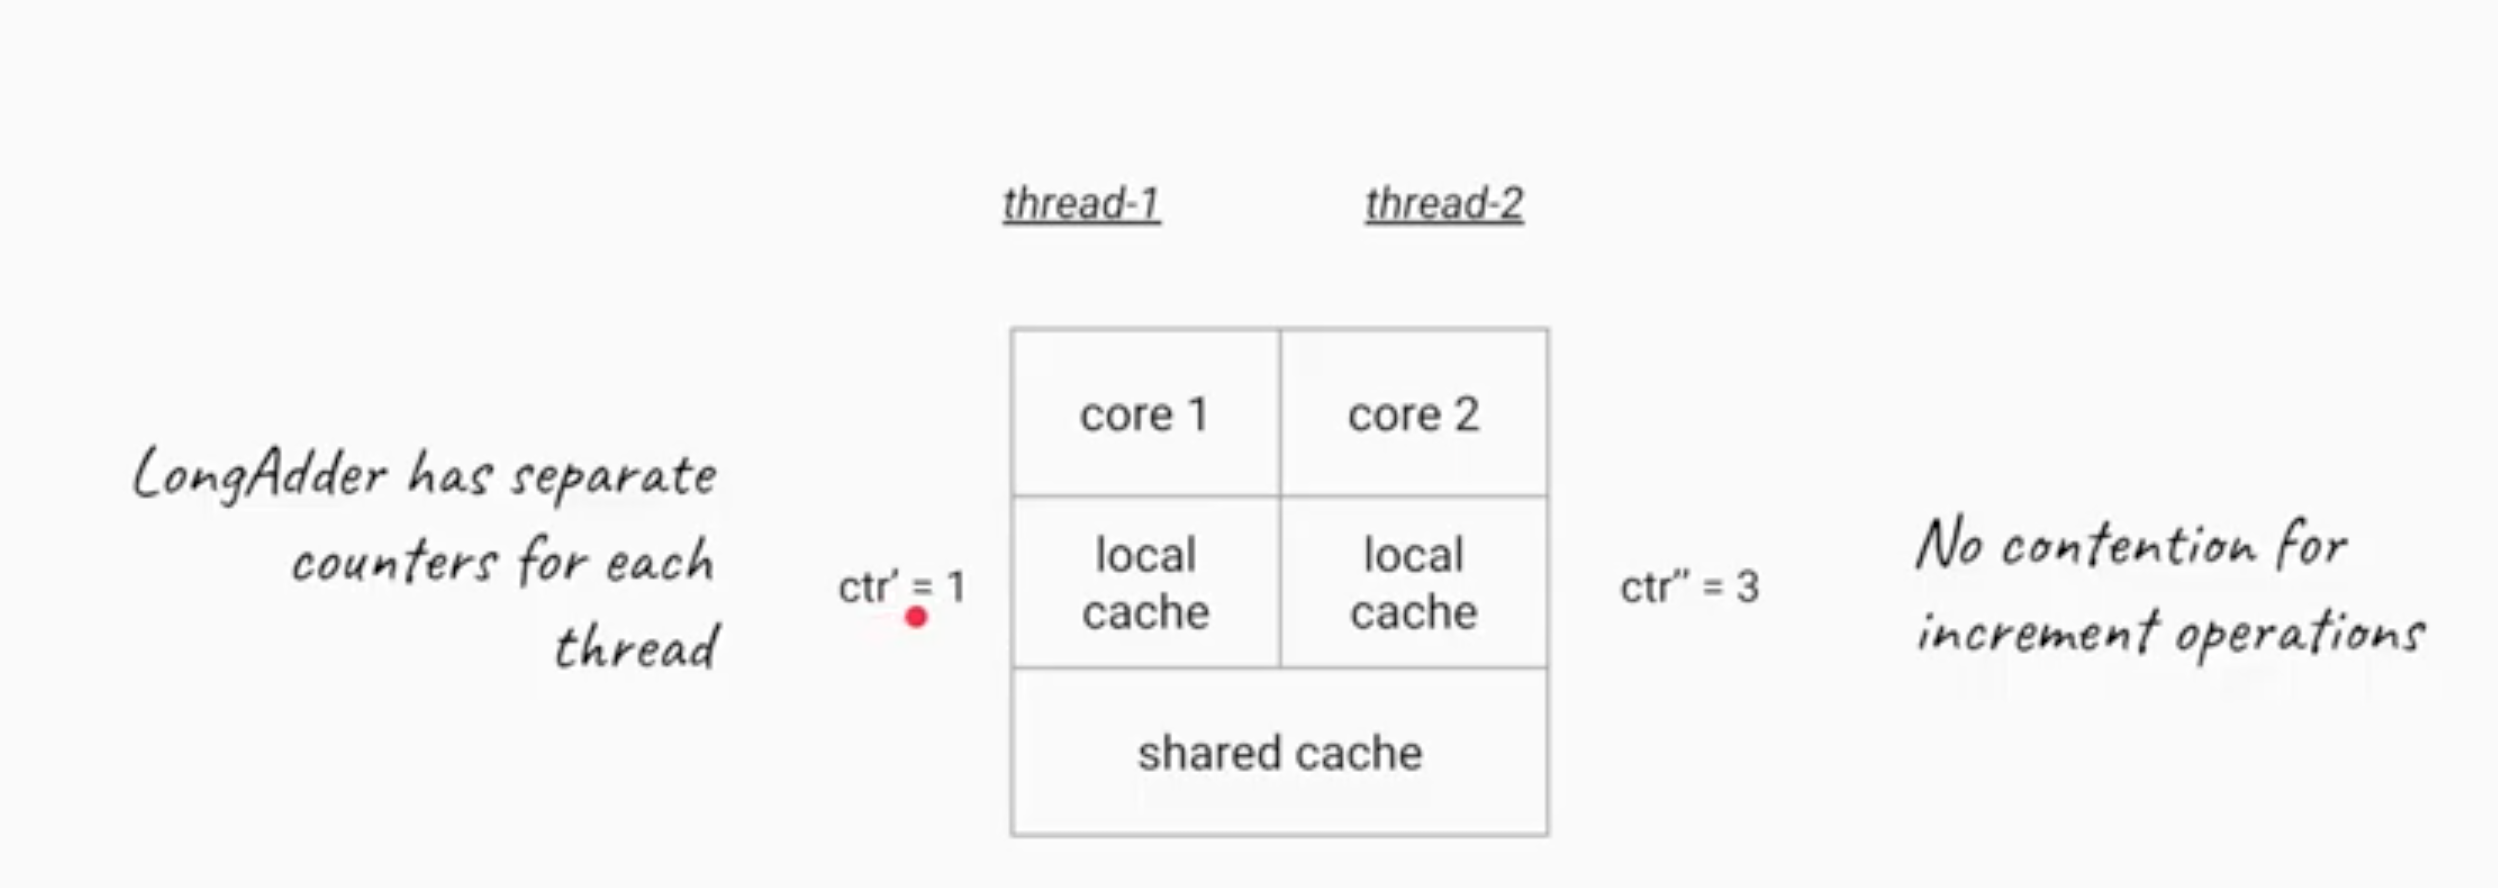 thread-1
thread-2
LongAdder has separate
counters for each
thread
ctr' = 1
core 1
core 2
local
cache
local
cache
shared cache
ctr" = 3
No contention for
increment operations